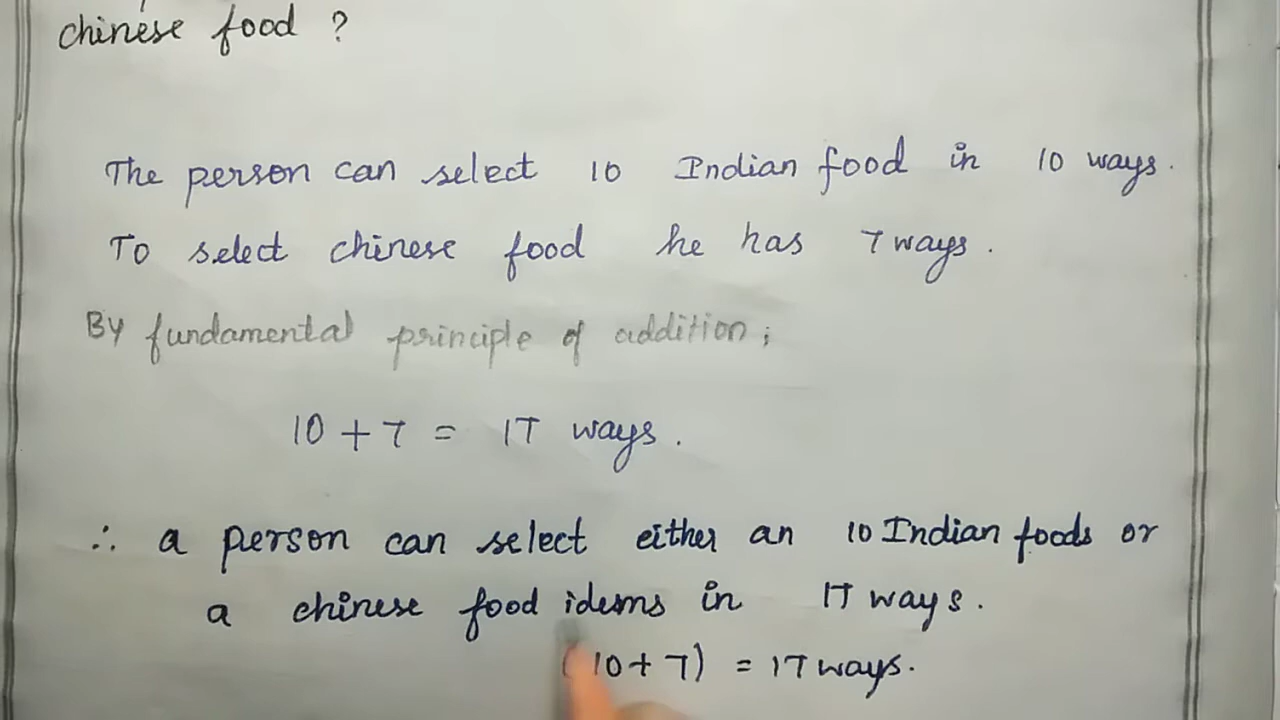 chinese food ?
The person can select 10 Indian food in 10 ways.
To select chinese food he has 7 ways.
By fundamental principle of addition;
10 + 7 = 17 ways.
∴ a person can select either an 10 Indian foods or
a chinese food idems in 17 ways.
(10+7) = 17 ways.